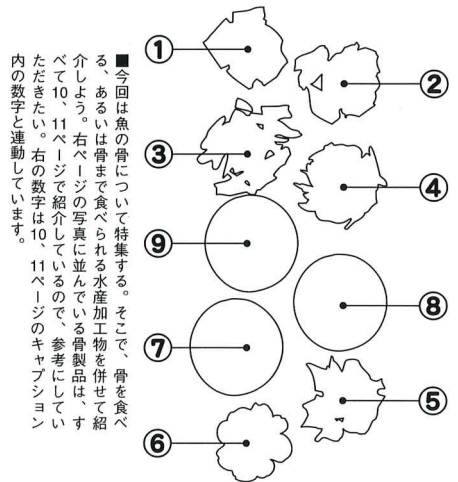 ■今回は魚の骨について特集する。そこで、骨を食べ
る、あるいは骨まで食べられる水産加工物を併せて紹
介しよう。右ページの写真に並んでいる骨製品は、す
べて10、11ページで紹介しているので、参考にしてい
ただきたい。右の数字は10、11ページのキャプション
内の数字と連動しています。
①
②
③
④
⑨
⑧
⑦
⑤
⑥